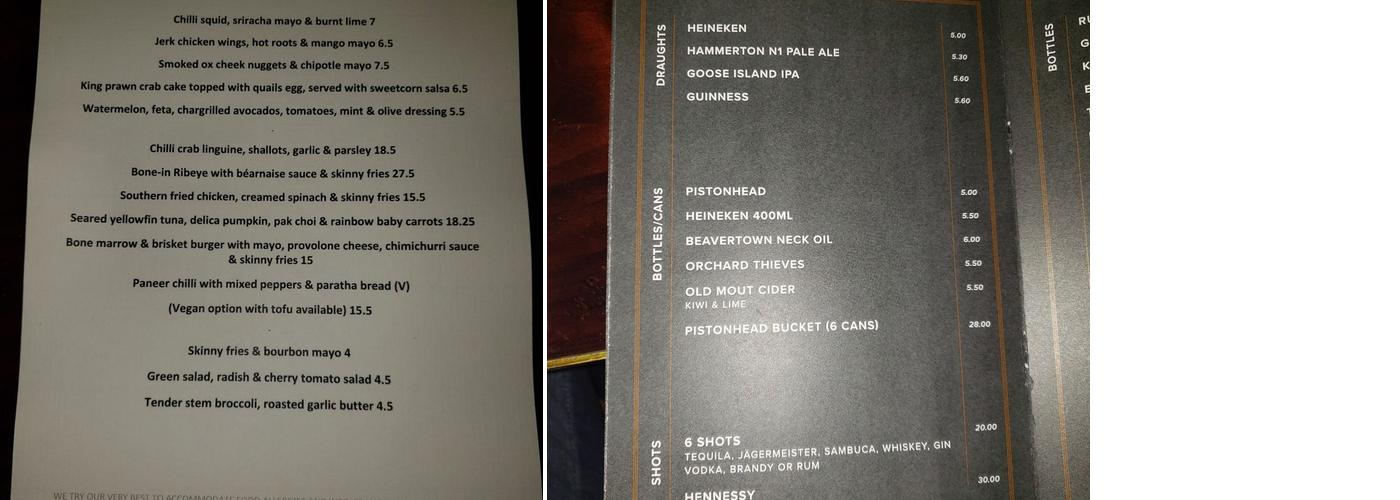 Chilli squid, sriracha mayo & burnt lime 7
Jerk chicken wings, hot roots & mango mayo 6.5
Smoked ox cheek nuggets & chipotle mayo 7.5
King prawn crab cake topped with quails egg, served with sweetcorn salsa 6.5
Watermelon, feta, chargrilled avocados, tomatoes, mint & olive dressing 5.5
Chilli crab linguine, shallots, garlic & parsley 18.5
Bone-in Ribeye with béarnaise sauce & skinny fries 27.5
Southern fried chicken, creamed spinach & skinny fries 15.5
Seared yellowfin tuna, delica pumpkin, pak choi & rainbow baby carrots 18.25
Bone marrow & brisket burger with mayo, provolone cheese, chimichurri sauce
& skinny fries 15
Paneer chilli with mixed peppers & paratha bread (V)
(Vegan option with tofu available) 15.5
Skinny fries & bourbon mayo 4
Green salad, radish & cherry tomato salad 4.5
Tender stem broccoli, roasted garlic butter 4.5
WE TRY OUR VERY BEST TO ACCOMMODATE
DRAUGHTS
HEINEKEN 5.00
HAMMERTON N1 PALE ALE 5.30
GOOSE ISLAND IPA 5.60
GUINNESS 5.60
BOTTLES/CANS
PISTONHEAD 5.00
HEINEKEN 400ML 5.50
BEAVERTOWN NECK OIL 6.00
ORCHARD THIEVES 5.50
OLD MOUT CIDER 5.50
KIWI & LIME
PISTONHEAD BUCKET (6 CANS) 28.00
SHOTS
6 SHOTS 20.00
TEQUILA, JÄGERMEISTER, SAMBUCA, WHISKEY, GIN
VODKA, BRANDY OR RUM
HENNESSY 30.00
BOTTLES